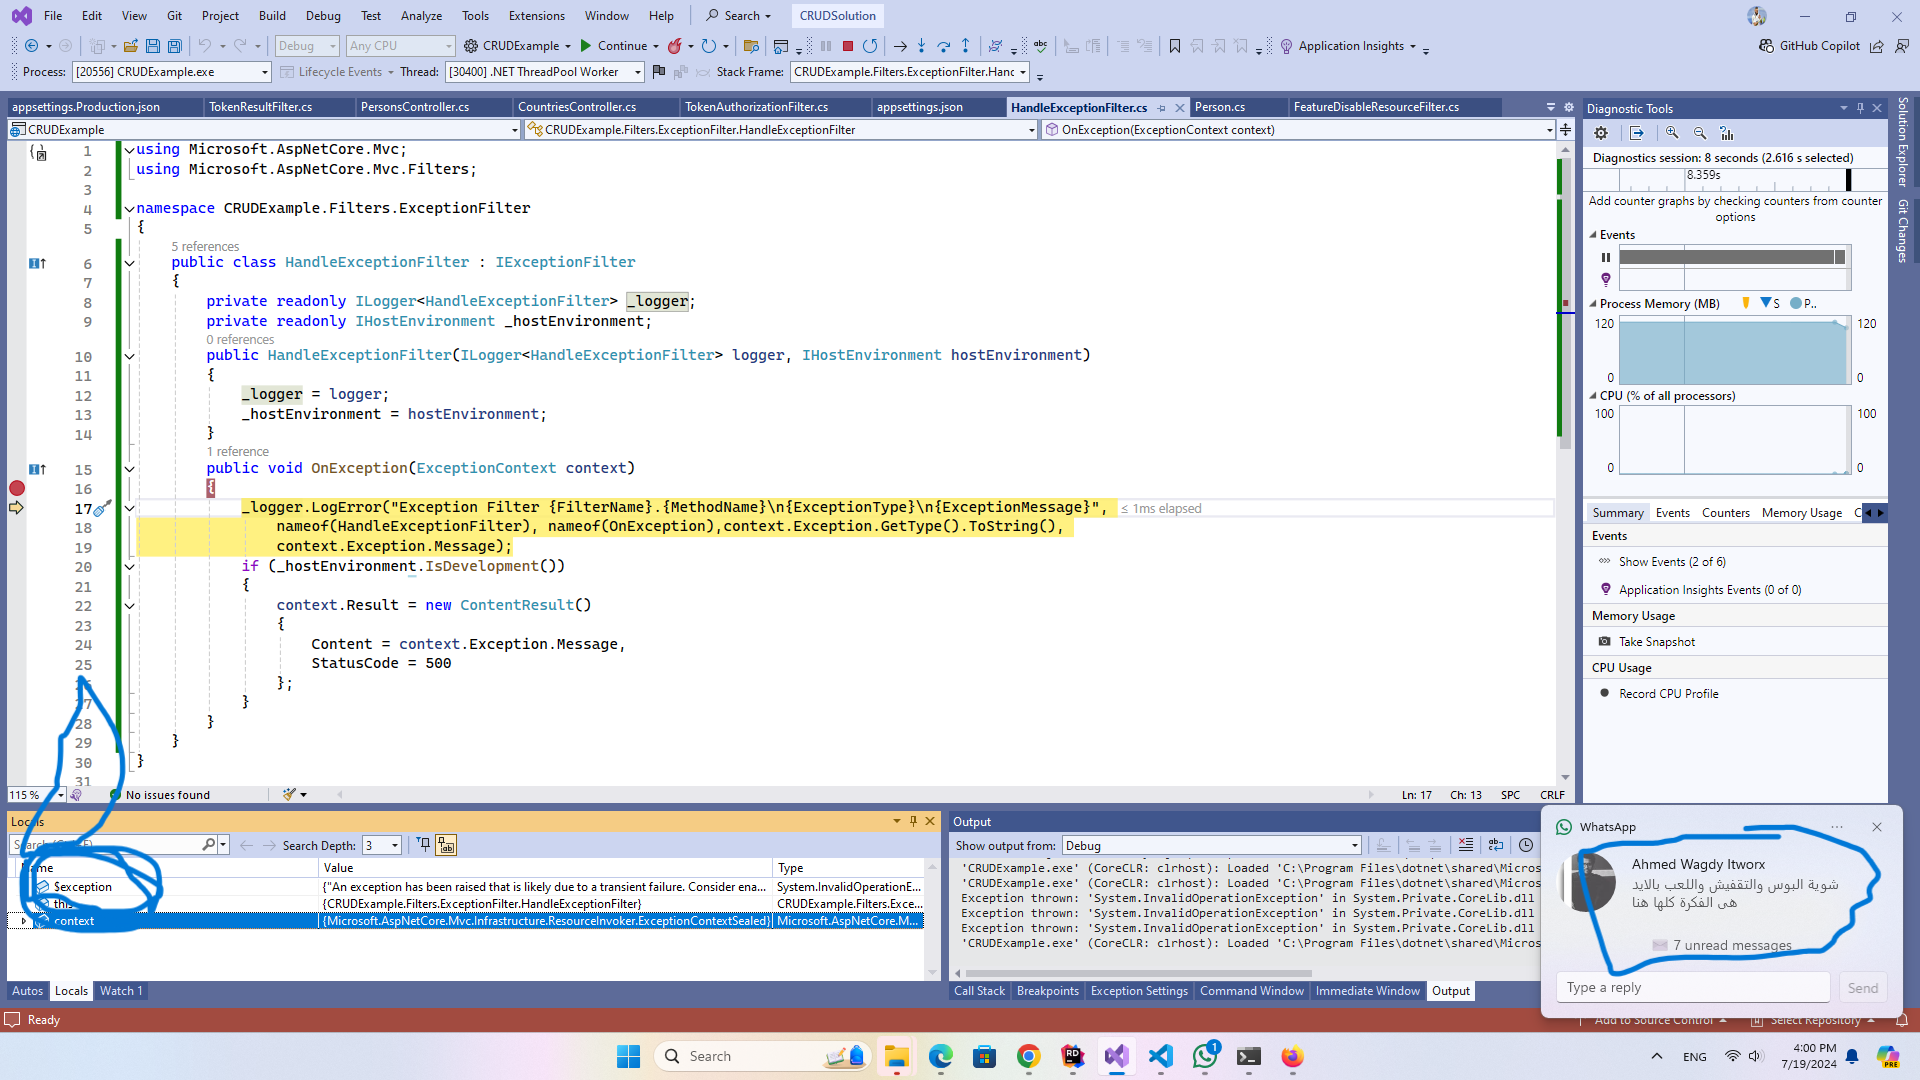 File Edit View Git Project Build Debug Test Analyze Tools Extensions Window Help Search CRUDSolution
Debug Any CPU CRUDExample Continue Application Insights GitHub Copilot
Process: [20556] CRUDExample.exe Lifecycle Events Thread: [30400] .NET ThreadPool Worker Stack Frame: CRUDExample.Filters.ExceptionFilter.Hanc
appsettings.Production.json TokenResultFilter.cs PersonsController.cs CountriesController.cs TokenAuthorizationFilter.cs appsettings.json HandleExceptionFilter.cs Person.cs FeatureDisableResourceFilter.cs
CRUDExample CRUDExample.Filters.ExceptionFilter.HandleExceptionFilter OnException(ExceptionContext context)
1 using Microsoft.AspNetCore.Mvc;
2 using Microsoft.AspNetCore.Mvc.Filters;
3
4 namespace CRUDExample.Filters.ExceptionFilter
5 {
5 references
6 public class HandleExceptionFilter : IExceptionFilter
7 {
8 private readonly ILogger<HandleExceptionFilter> _logger;
9 private readonly IHostEnvironment _hostEnvironment;
0 references
10 public HandleExceptionFilter(ILogger<HandleExceptionFilter> logger, IHostEnvironment hostEnvironment)
11 {
12 _logger = logger;
13 _hostEnvironment = hostEnvironment;
14 }
1 reference
15 public void OnException(ExceptionContext context)
16 {
17 _logger.LogError("Exception Filter {FilterName}.{MethodName}\n{ExceptionType}\n{ExceptionMessage}", ≤ 1ms elapsed
18 nameof(HandleExceptionFilter), nameof(OnException),context.Exception.GetType().ToString(),
19 context.Exception.Message);
20 if (_hostEnvironment.IsDevelopment())
21 {
22 context.Result = new ContentResult()
23 {
24 Content = context.Exception.Message,
25 StatusCode = 500
26 };
27 }
28 }
29 }
30 }
31
115 % No issues found Ln: 17 Ch: 13 SPC CRLF
Locals
Search Depth: 3
Name Value Type
$exception {"An exception has been raised that is likely due to a transient failure. Consider ena... System.InvalidOperationE...
this {CRUDExample.Filters.ExceptionFilter.HandleExceptionFilter} CRUDExample.Filters.Exce...
context {Microsoft.AspNetCore.Mvc.Infrastructure.ResourceInvoker.ExceptionContextSealed} Microsoft.AspNetCore.M...
Autos Locals Watch 1
Output
Show output from: Debug
'CRUDExample.exe' (CoreCLR: clrhost): Loaded 'C:\Program Files\dotnet\shared\Micros
'CRUDExample.exe' (CoreCLR: clrhost): Loaded 'C:\Program Files\dotnet\shared\Micros
Exception thrown: 'System.InvalidOperationException' in System.Private.CoreLib.dll
Exception thrown: 'System.InvalidOperationException' in System.Private.CoreLib.dll
Exception thrown: 'System.InvalidOperationException' in System.Private.CoreLib.dll
'CRUDExample.exe' (CoreCLR: clrhost): Loaded 'C:\Program Files\dotnet\shared\Micros
Call Stack Breakpoints Exception Settings Command Window Immediate Window Output
Diagnostic Tools
Diagnostics session: 8 seconds (2.616 s selected)
8.359s
Add counter graphs by checking counters from counter
options
Events
Process Memory (MB) S P..
120 120
0 0
CPU (% of all processors)
100 100
0 0
Summary Events Counters Memory Usage C
Events
Show Events (2 of 6)
Application Insights Events (0 of 0)
Memory Usage
Take Snapshot
CPU Usage
Record CPU Profile
Solution Explorer
Git Changes
WhatsApp
Ahmed Wagdy Itworx
شوية البوس والتقفيش واللعب بالايد
هى الفكرة كلها هنا
7 unread messages
Type a reply Send
Ready Add to Source Control Select Repository
Search ENG 4:00 PM
7/19/2024